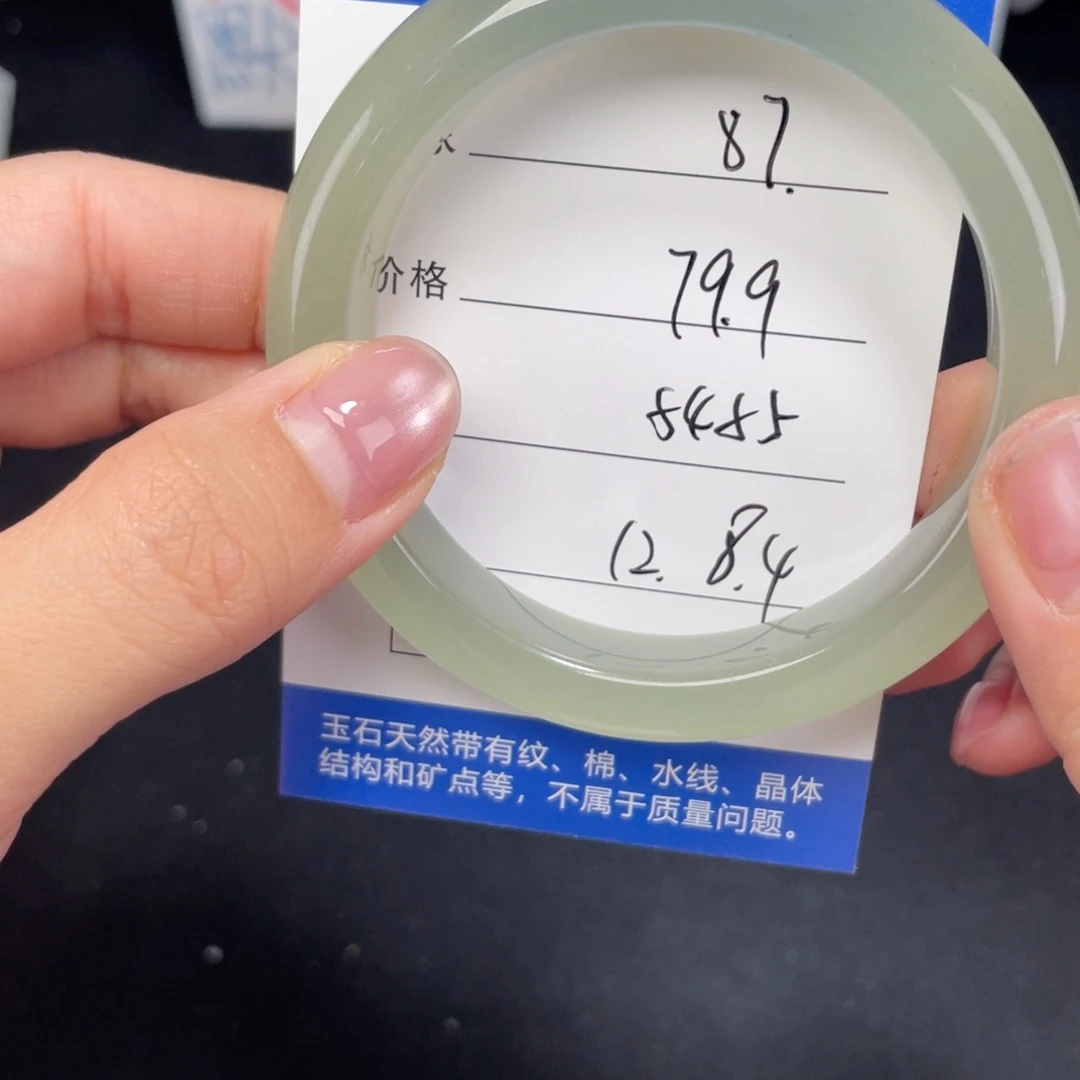 87.
价格 79.9
8485
12. 8.4
玉石天然带有纹、棉、水线、晶体
结构和矿点等，不属于质量问题。